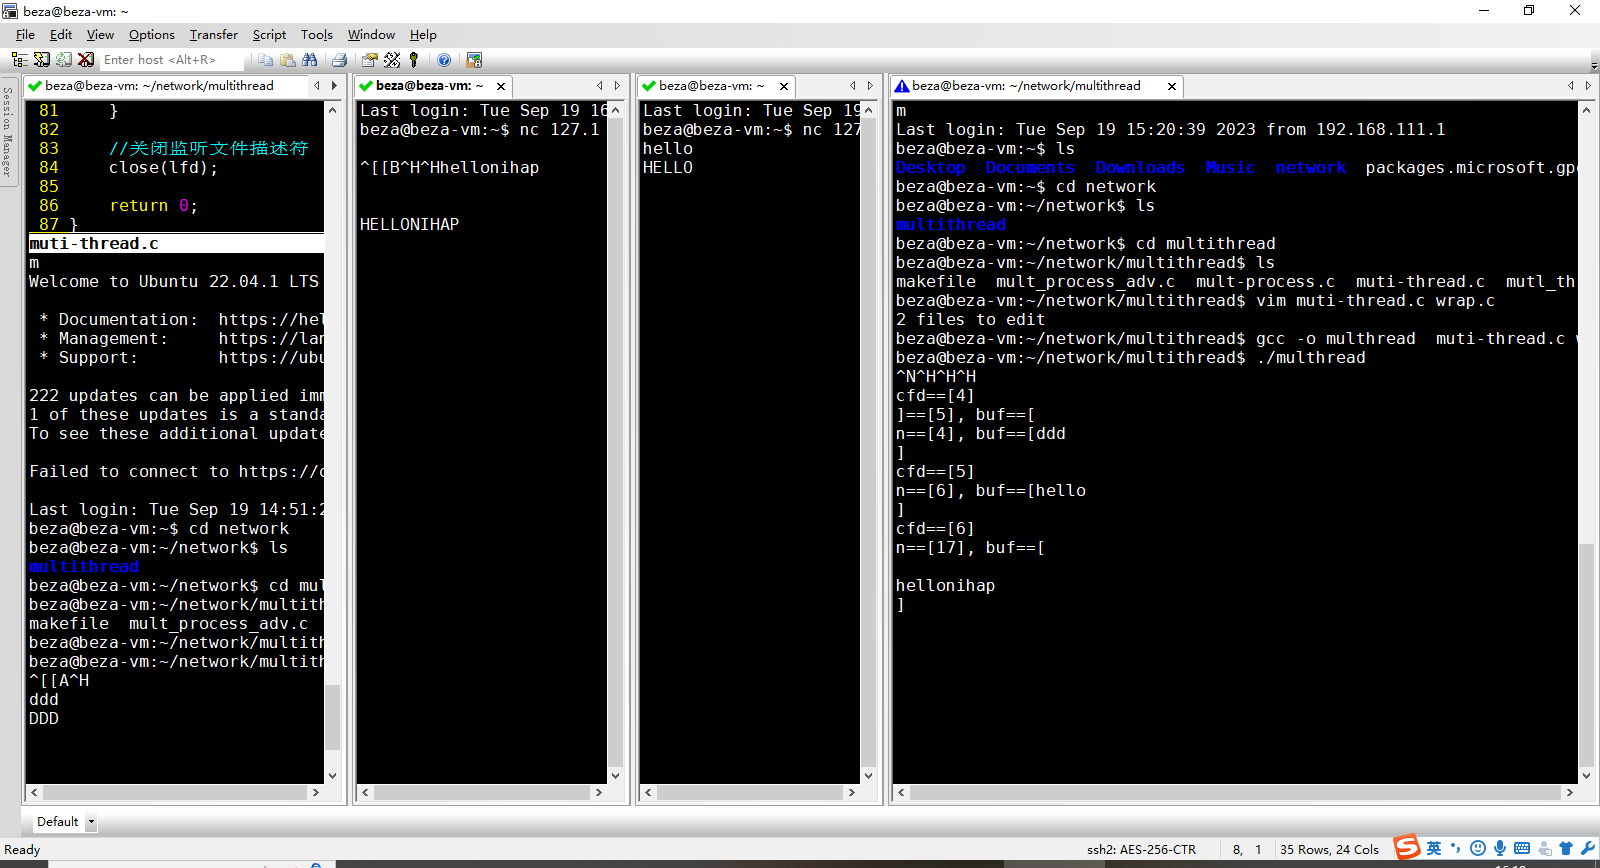 beza@beza-vm: ~
File Edit View Options Transfer Script Tools Window Help
Enter host <Alt+R>
Session Manager
beza@beza-vm: ~/network/multithread
81     }
82
83     //关闭监听文件描述符
84     close(lfd);
85
86     return 0;
87 }
muti-thread.c
m
Welcome to Ubuntu 22.04.1 LTS
 * Documentation:  https://hel
 * Management:     https://lan
 * Support:        https://ubu
222 updates can be applied imm
1 of these updates is a standa
To see these additional update
Failed to connect to https://c
Last login: Tue Sep 19 14:51:2
beza@beza-vm:~$ cd network
beza@beza-vm:~/network$ ls
multithread
beza@beza-vm:~/network$ cd mul
beza@beza-vm:~/network/multith
makefile  mult_process_adv.c
beza@beza-vm:~/network/multith
beza@beza-vm:~/network/multith
^[[A^H
ddd
DDD
beza@beza-vm: ~
Last login: Tue Sep 19 16
beza@beza-vm:~$ nc 127.1
^[[B^H^Hhellonihap
HELLONIHAP
beza@beza-vm: ~
Last login: Tue Sep 19
beza@beza-vm:~$ nc 127
hello
HELLO
beza@beza-vm: ~/network/multithread
m
Last login: Tue Sep 19 15:20:39 2023 from 192.168.111.1
beza@beza-vm:~$ ls
Desktop  Documents  Downloads  Music  network  packages.microsoft.gp
beza@beza-vm:~$ cd network
beza@beza-vm:~/network$ ls
multithread
beza@beza-vm:~/network$ cd multithread
beza@beza-vm:~/network/multithread$ ls
makefile  mult_process_adv.c  mult-process.c  muti-thread.c  mutl_th
beza@beza-vm:~/network/multithread$ vim muti-thread.c wrap.c
2 files to edit
beza@beza-vm:~/network/multithread$ gcc -o multhread  muti-thread.c
beza@beza-vm:~/network/multithread$ ./multhread
^N^H^H^H
cfd==[4]
]==[5], buf==[
n==[4], buf==[ddd
]
cfd==[5]
n==[6], buf==[hello
]
cfd==[6]
n==[17], buf==[
hellonihap
]
Default
Ready
ssh2: AES-256-CTR 8, 1 35 Rows, 24 Cols
英